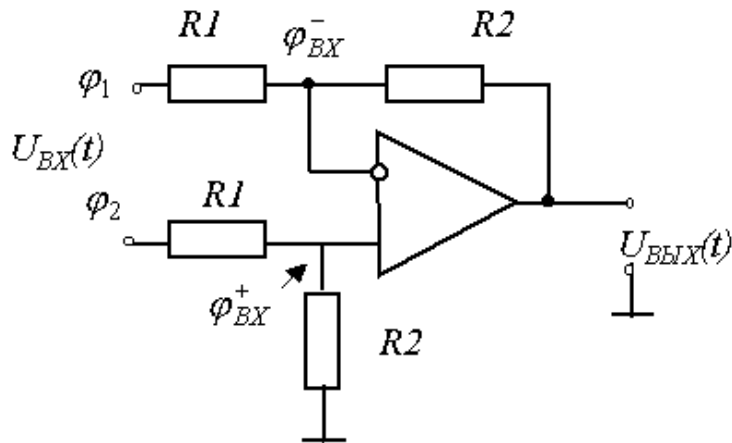 R1 φ⁻ВХ R2
φ1
UВХ(t)
R1
φ2
UВЫХ(t)
φ⁺ВХ
R2